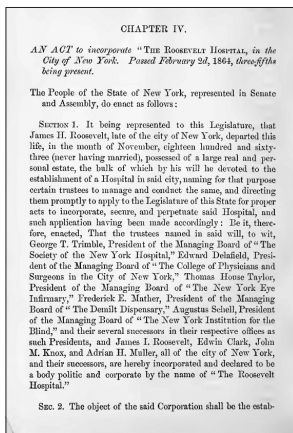 CHAPTER IV.
AN ACT to incorporate “THE ROOSEVELT HOSPITAL, in the
City of New York. Passed February 2d, 1864, three-fifths
being present.
The People of the State of New York, represented in Senate
and Assembly, do enact as follows:
SECTION 1. It being represented to this Legislature, that
James H. Roosevelt, late of the city of New York, departed this
life, in the month of November, eighteen hundred and sixty-
three (never having married), possessed of a large real and per-
sonal estate, the bulk of which by his will he devoted to the
establishment of a Hospital in said city, naming for that purpose
certain trustees to manage and conduct the same, and directing
them promptly to apply to the Legislature of this State for proper
acts to incorporate, secure, and perpetuate said Hospital, and
such application having been made accordingly: Be it, there-
fore, enacted, That the trustees named in said will, to wit,
George T. Trimble, President of the Managing Board of “The
Society of the New York Hospital,” Edward Delafield, Presi-
dent of the Managing Board of “The College of Physicians and
Surgeons in the City of New York,” Thomas House Taylor,
President of the Managing Board of “The New York Eye
Infirmary,” Frederick E. Mather, President of the Managing
Board of “The Demilt Dispensary,” Augustus Schell, President
of the Managing Board of “The New York Institution for the
Blind,” and their several successors in their respective offices as
such Presidents, and James I. Roosevelt, Edwin Clark, John
M. Knox, and Adrian H. Muller, all of the city of New York,
and their successors, are hereby incorporated and declared to be
a body politic and corporate by the name of “The Roosevelt
Hospital.”
SEC. 2. The object of the said Corporation shall be the estab-